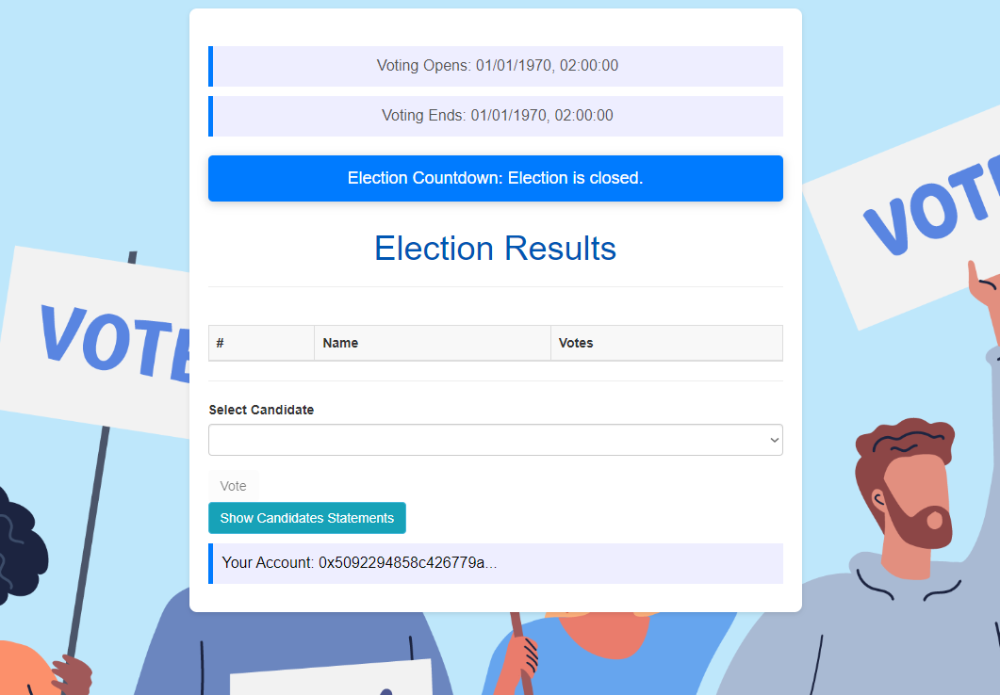 Voting Opens: 01/01/1970, 02:00:00
Voting Ends: 01/01/1970, 02:00:00
Election Countdown: Election is closed.
Election Results
VOTE
VOTE
# Name Votes
Select Candidate
Vote
Show Candidates Statements
Your Account: 0x5092294858c426779a...